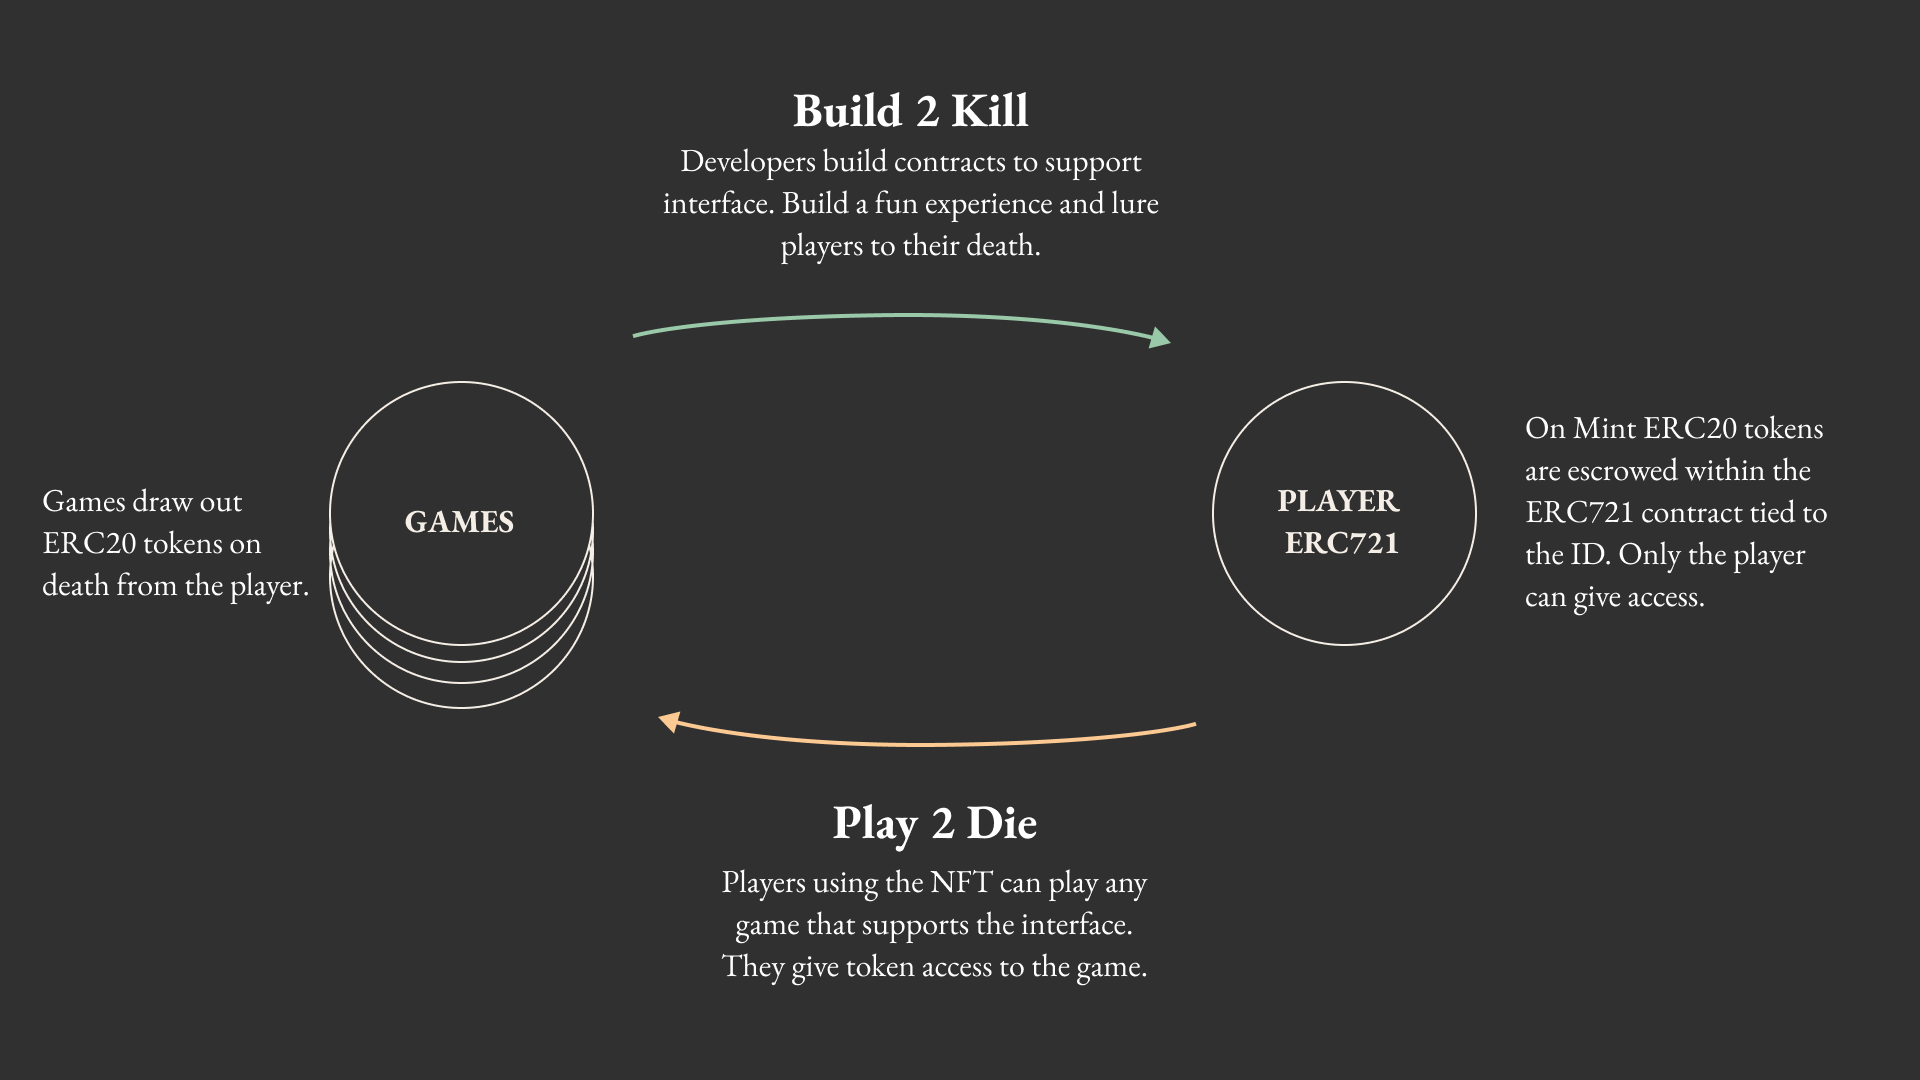 Build 2 Kill
Developers build contracts to support
interface. Build a fun experience and lure
players to their death.
Games draw out
ERC20 tokens on
death from the player.
GAMES
PLAYER
ERC721
On Mint ERC20 tokens
are escrowed within the
ERC721 contract tied to
the ID. Only the player
can give access.
Play 2 Die
Players using the NFT can play any
game that supports the interface.
They give token access to the game.